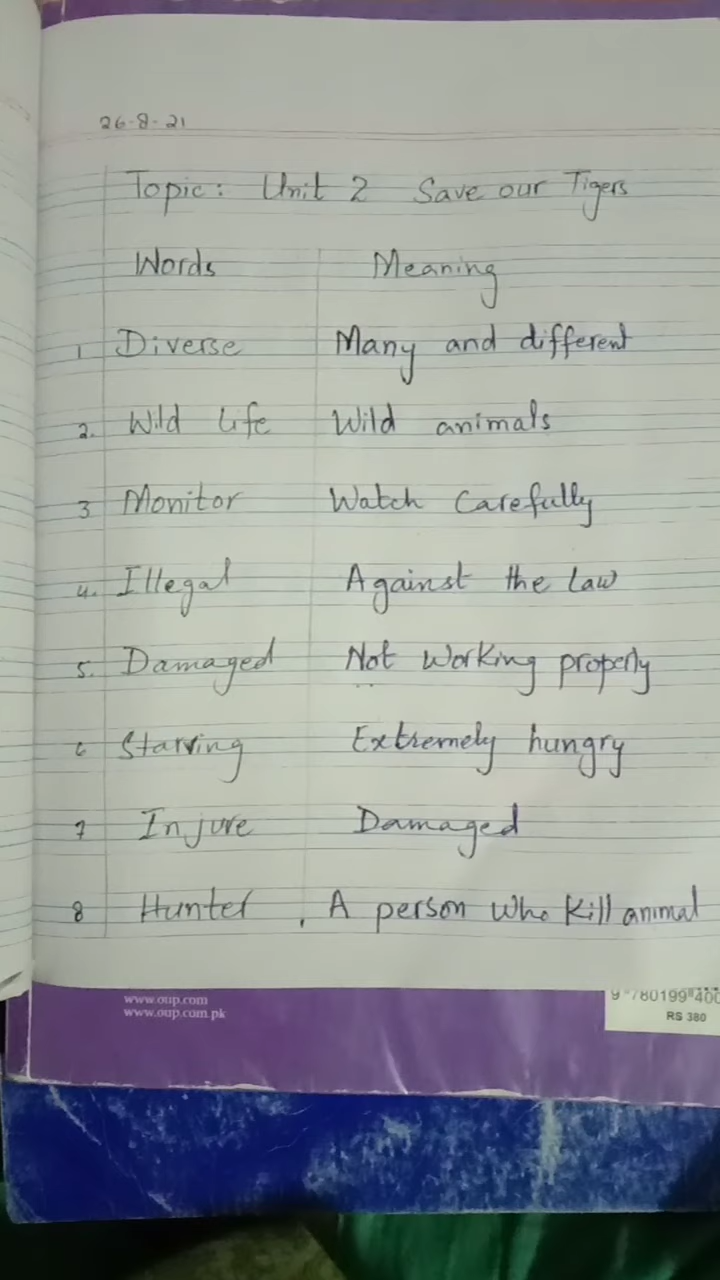 26-8-21
Topic: Unit 2 Save our Tigers
Words Meaning
1 Diverse Many and different
2. Wild Life Wild animals
3 Monitor Watch Carefully
4. Illegal Against the Law
5. Damaged Not Working properly
6 Starving Extremely hungry
7 Injure Damaged
8 Hunter, A person Who Kill animal
www.oup.com
www.oup.com.pk
9 780199 400
RS 380